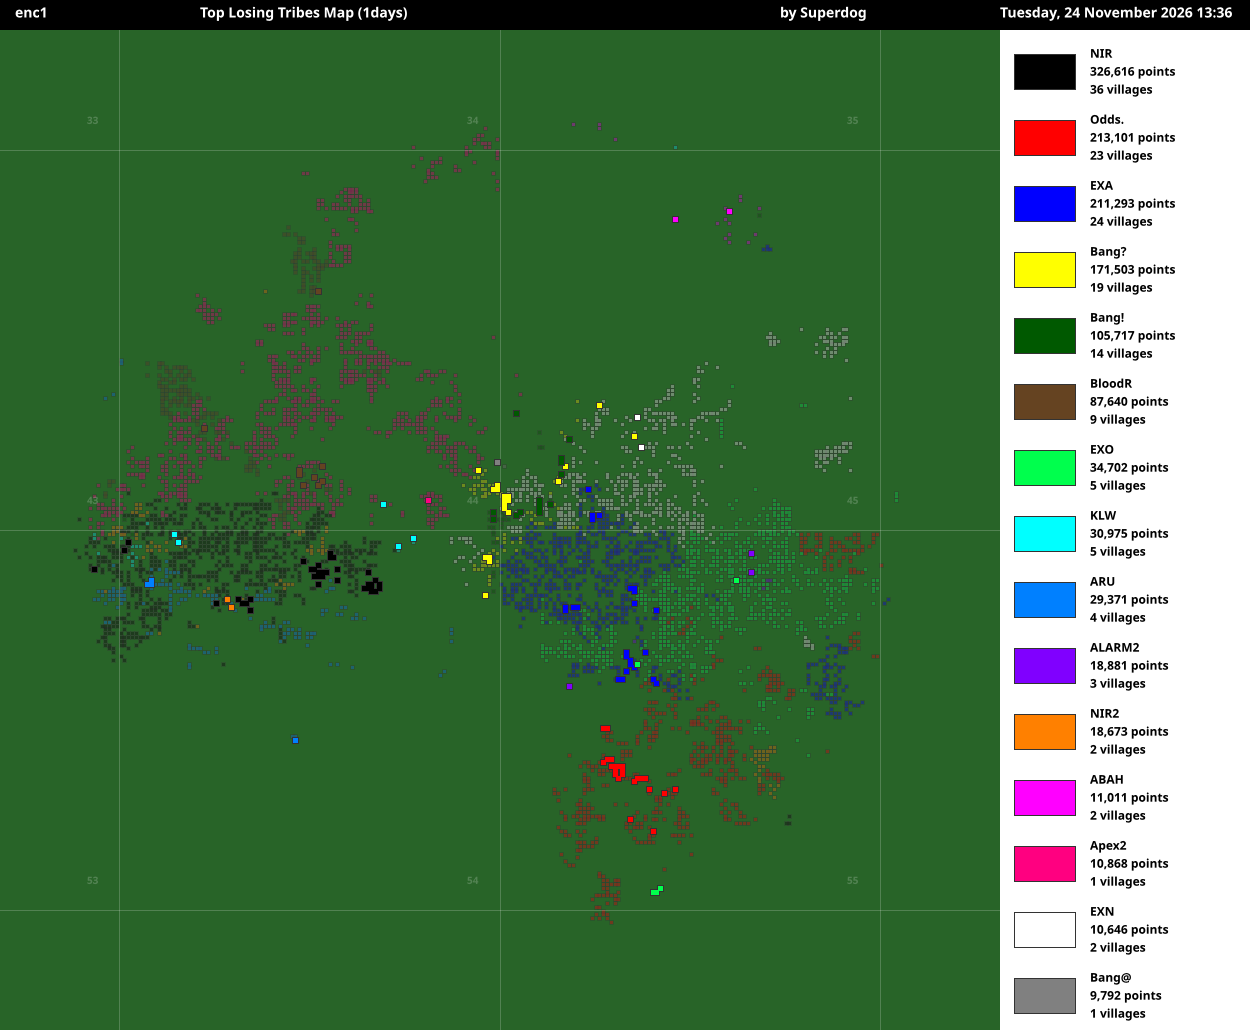 enc1 Top Losing Tribes Map (1days) by Superdog Tuesday, 24 November 2026 13:36
33 34 35
43 44 45
53 54 55
NIR
326,616 points
36 villages
Odds.
213,101 points
23 villages
EXA
211,293 points
24 villages
Bang?
171,503 points
19 villages
Bang!
105,717 points
14 villages
BloodR
87,640 points
9 villages
EXO
34,702 points
5 villages
KLW
30,975 points
5 villages
ARU
29,371 points
4 villages
ALARM2
18,881 points
3 villages
NIR2
18,673 points
2 villages
ABAH
11,011 points
2 villages
Apex2
10,868 points
1 villages
EXN
10,646 points
2 villages
Bang@
9,792 points
1 villages